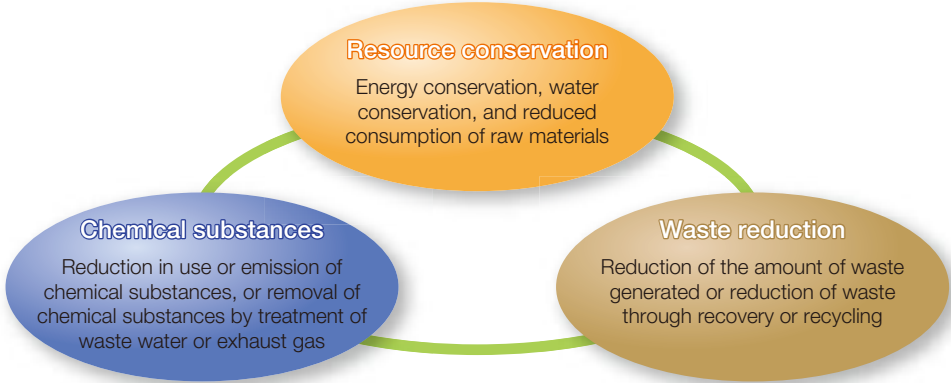 Resource conservation
Energy conservation, water
conservation, and reduced
consumption of raw materials
Chemical substances
Reduction in use or emission of
chemical substances, or removal of
chemical substances by treatment of
waste water or exhaust gas
Waste reduction
Reduction of the amount of waste
generated or reduction of waste
through recovery or recycling